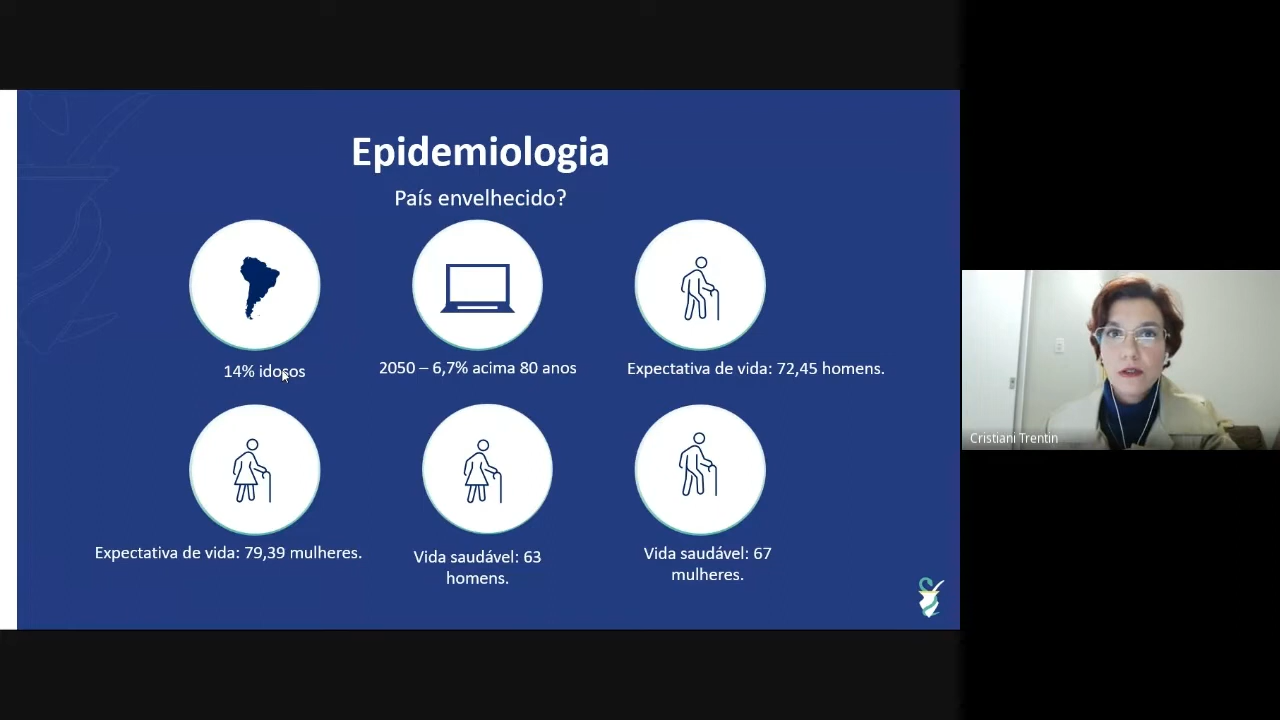 Epidemiologia
País envelhecido?
14% idosos
2050 – 6,7% acima 80 anos
Expectativa de vida: 72,45 homens.
Expectativa de vida: 79,39 mulheres.
Vida saudável: 63
homens.
Vida saudável: 67
mulheres.
Cristiani Trentin